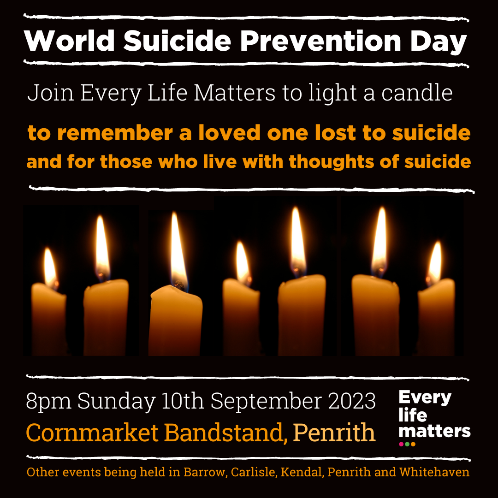 World Suicide Prevention Day
Join Every Life Matters to light a candle
to remember a loved one lost to suicide
and for those who live with thoughts of suicide
8pm Sunday 10th September 2023
Cornmarket Bandstand, Penrith
Every
life
matters
Other events being held in Barrow, Carlisle, Kendal, Penrith and Whitehaven